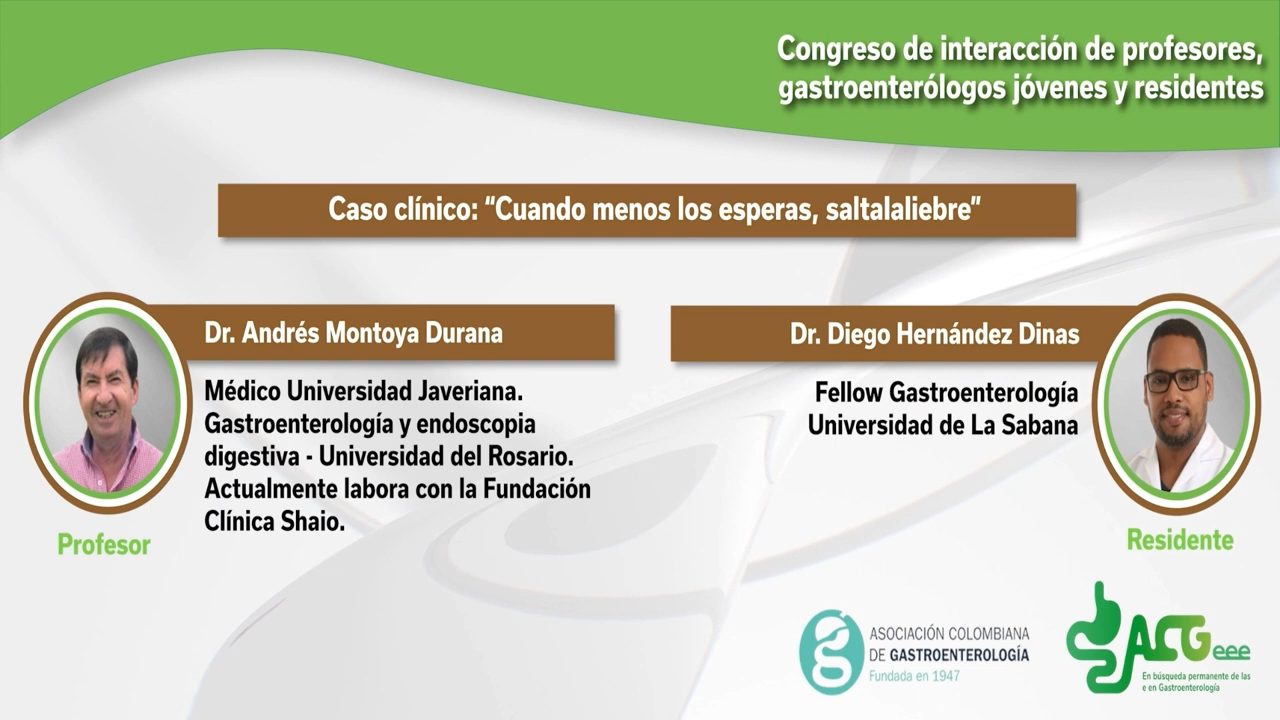 Congreso de interacción de profesores,
gastroenterólogos jóvenes y residentes
Caso clínico: “Cuando menos los esperas, saltalaliebre”
Dr. Andrés Montoya Durana
Médico Universidad Javeriana.
Gastroenterología y endoscopia
digestiva - Universidad del Rosario.
Actualmente labora con la Fundación
Clínica Shaio.
Profesor
Dr. Diego Hernández Dinas
Fellow Gastroenterología
Universidad de La Sabana
Residente
ASOCIACIÓN COLOMBIANA
DE GASTROENTEROLOGÍA
Fundada en 1947
ACG eee
En búsqueda permanente de las
e en Gastroenterología